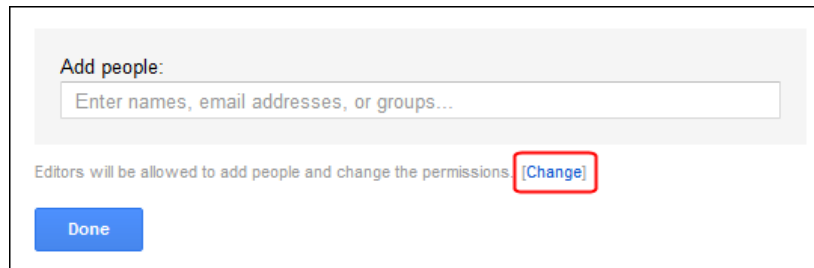 Add people:
Enter names, email addresses, or groups...
Editors will be allowed to add people and change the permissions. [Change]
Done